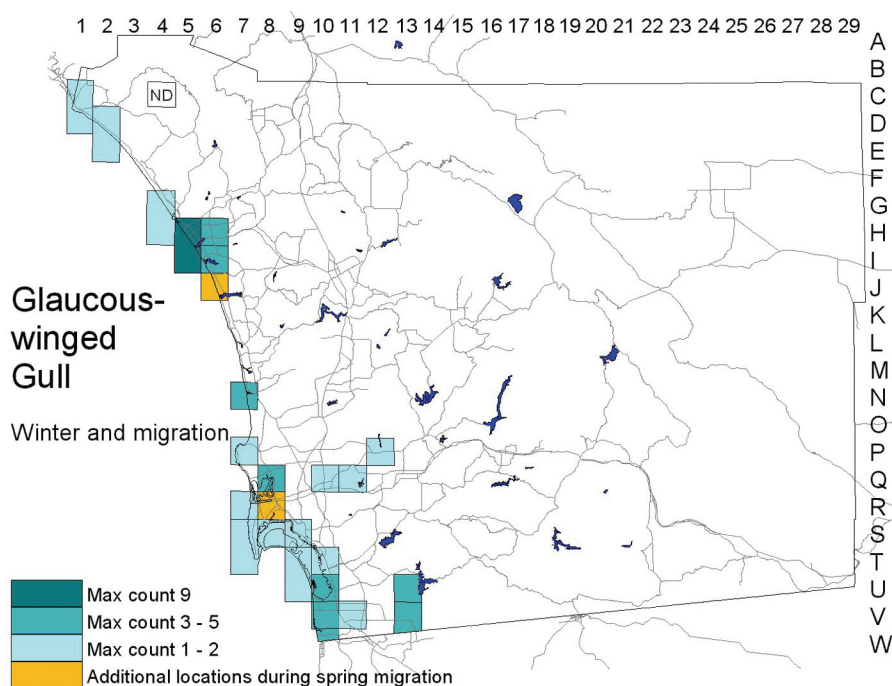 1 2 3 4 5 6 7 8 9 10 11 12 13 14 15 16 17 18 19 20 21 22 23 24 25 26 27 28 29
A
B
C
D
E
F
G
H
I
J
K
L
M
N
O
P
Q
R
S
T
U
V
W
ND
Glaucous-
winged
Gull
Winter and migration
Max count 9
Max count 3 - 5
Max count 1 - 2
Additional locations during spring migration